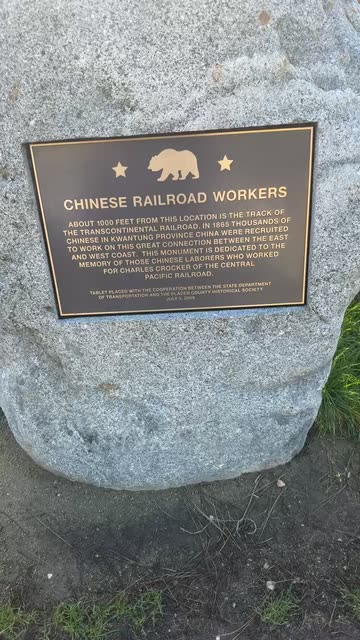 CHINESE RAILROAD WORKERS
ABOUT 1000 FEET FROM THIS LOCATION IS THE TRACK OF
THE TRANSCONTINENTAL RAILROAD. IN 1865 THOUSANDS OF
CHINESE IN KWANTUNG PROVINCE CHINA WERE RECRUITED
TO WORK ON THIS GREAT CONNECTION BETWEEN THE EAST
AND WEST COAST. THIS MONUMENT IS DEDICATED TO THE
MEMORY OF THOSE CHINESE LABORERS WHO WORKED
FOR CHARLES CROCKER OF THE CENTRAL
PACIFIC RAILROAD.
TABLET PLACED WITH THE COOPERATION BETWEEN THE STATE DEPARTMENT
OF TRANSPORTATION AND THE PLACER COUNTY HISTORICAL SOCIETY